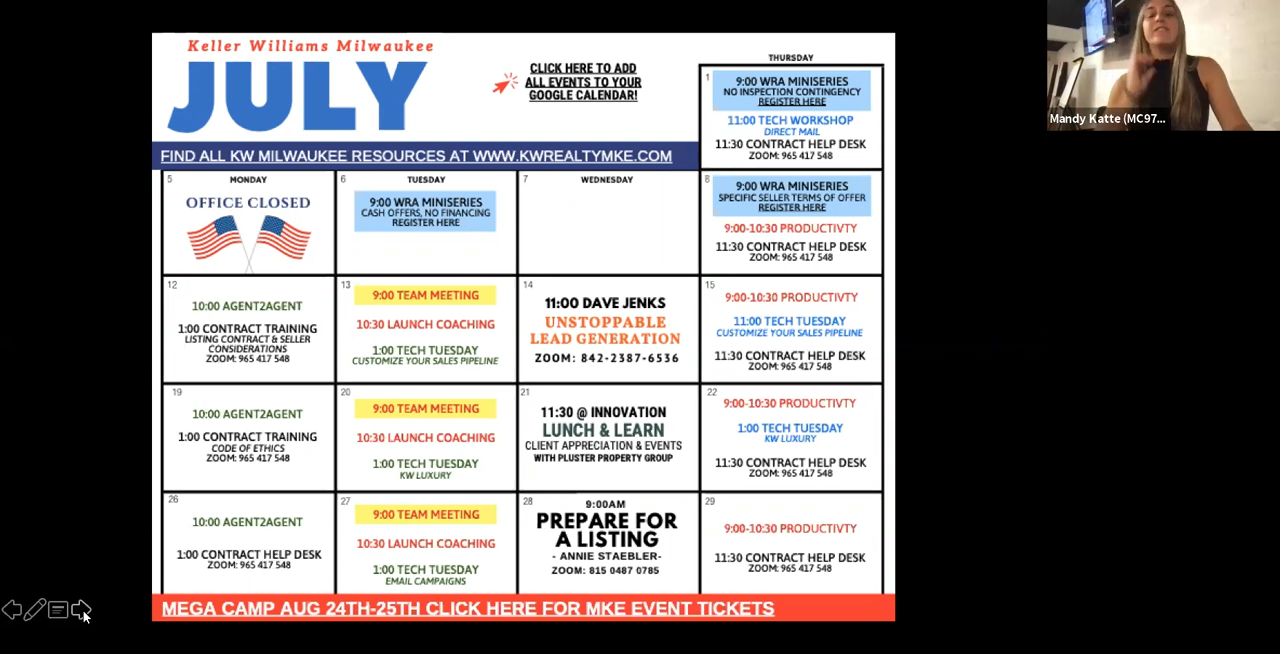 Keller Williams Milwaukee
JULY
CLICK HERE TO ADD
ALL EVENTS TO YOUR
GOOGLE CALENDAR!
FIND ALL KW MILWAUKEE RESOURCES AT WWW.KWREALTYMKE.COM
THURSDAY
1
9:00 WRA MINISERIES
NO INSPECTION CONTINGENCY
REGISTER HERE
11:00 TECH WORKSHOP
DIRECT MAIL
11:30 CONTRACT HELP DESK
ZOOM: 965 417 548
5
MONDAY
OFFICE CLOSED
6
TUESDAY
9:00 WRA MINISERIES
CASH OFFERS, NO FINANCING
REGISTER HERE
7
WEDNESDAY
8
9:00 WRA MINISERIES
SPECIFIC SELLER TERMS OF OFFER
REGISTER HERE
9:00-10:30 PRODUCTIVTY
11:30 CONTRACT HELP DESK
ZOOM: 965 417 548
12
10:00 AGENT2AGENT
1:00 CONTRACT TRAINING
LISTING CONTRACT & SELLER
CONSIDERATIONS
ZOOM: 965 417 548
13
9:00 TEAM MEETING
10:30 LAUNCH COACHING
1:00 TECH TUESDAY
CUSTOMIZE YOUR SALES PIPELINE
14
11:00 DAVE JENKS
UNSTOPPABLE
LEAD GENERATION
ZOOM: 842-2387-6536
15
9:00-10:30 PRODUCTIVTY
11:00 TECH TUESDAY
CUSTOMIZE YOUR SALES PIPELINE
11:30 CONTRACT HELP DESK
ZOOM: 965 417 548
19
10:00 AGENT2AGENT
1:00 CONTRACT TRAINING
CODE OF ETHICS
ZOOM: 965 417 548
20
9:00 TEAM MEETING
10:30 LAUNCH COACHING
1:00 TECH TUESDAY
KW LUXURY
21
11:30 @ INNOVATION
LUNCH & LEARN
CLIENT APPRECIATION & EVENTS
WITH PLUSTER PROPERTY GROUP
22
9:00-10:30 PRODUCTIVTY
1:00 TECH TUESDAY
KW LUXURY
11:30 CONTRACT HELP DESK
ZOOM: 965 417 548
26
10:00 AGENT2AGENT
1:00 CONTRACT HELP DESK
ZOOM: 965 417 548
27
9:00 TEAM MEETING
10:30 LAUNCH COACHING
1:00 TECH TUESDAY
EMAIL CAMPAIGNS
28
9:00AM
PREPARE FOR
A LISTING
- ANNIE STAEBLER-
ZOOM: 815 0487 0785
29
9:00-10:30 PRODUCTIVTY
11:30 CONTRACT HELP DESK
ZOOM: 965 417 548
MEGA CAMP AUG 24TH-25TH CLICK HERE FOR MKE EVENT TICKETS
Mandy Katte (MC97...